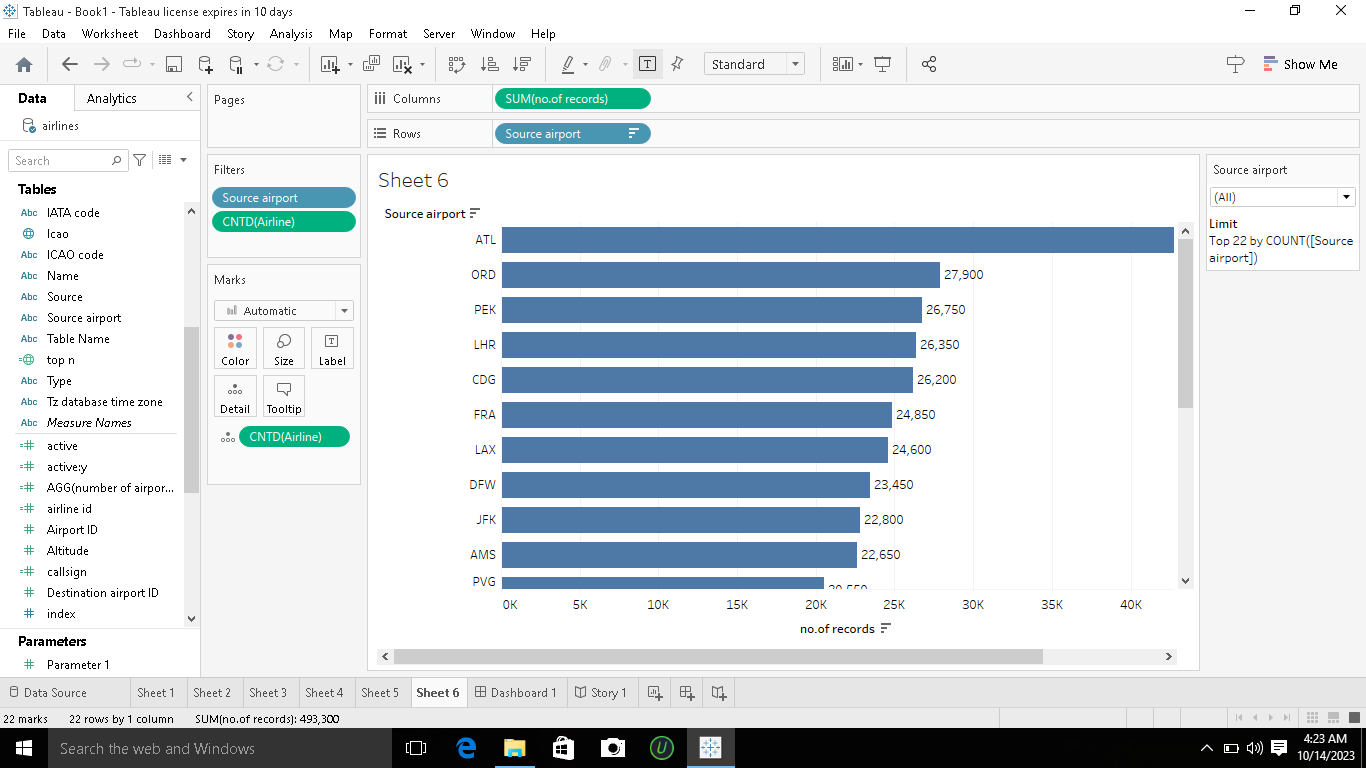 Tableau - Book1 - Tableau license expires in 10 days
File Data Worksheet Dashboard Story Analysis Map Format Server Window Help
Standard
Show Me
Data Analytics
airlines
Search
Tables
Abc IATA code
Icao
Abc ICAO code
Abc Name
Abc Source
Abc Source airport
Abc Table Name
top n
Abc Type
Abc Tz database time zone
Abc Measure Names
active
active:y
AGG(number of airpor...
airline id
Airport ID
Altitude
callsign
Destination airport ID
index
Parameters
Parameter 1
Pages
Filters
Source airport
CNTD(Airline)
Marks
Automatic
Color Size Label
Detail Tooltip
CNTD(Airline)
Columns SUM(no.of records)
Rows Source airport
Sheet 6
Source airport
ATL
ORD 27,900
PEK 26,750
LHR 26,350
CDG 26,200
FRA 24,850
LAX 24,600
DFW 23,450
JFK 22,800
AMS 22,650
PVG
0K 5K 10K 15K 20K 25K 30K 35K 40K
no.of records
Source airport
(All)
Limit
Top 22 by COUNT([Source
airport])
Data Source Sheet 1 Sheet 2 Sheet 3 Sheet 4 Sheet 5 Sheet 6 Dashboard 1 Story 1
22 marks 22 rows by 1 column SUM(no.of records): 493,300
Search the web and Windows
4:23 AM
10/14/2023